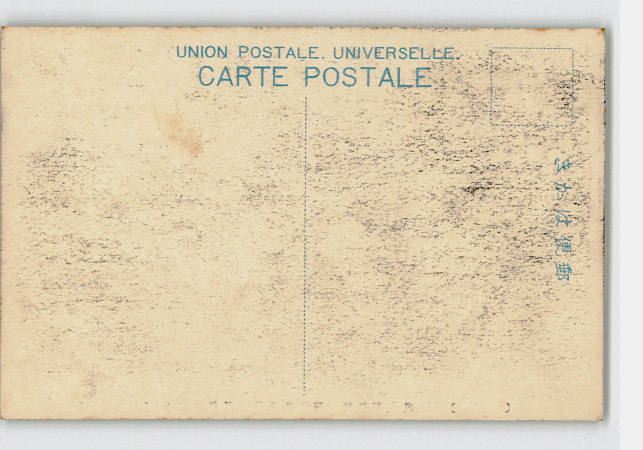 UNION POSTALE. UNIVERSELLE.
CARTE POSTALE
郵便はかき